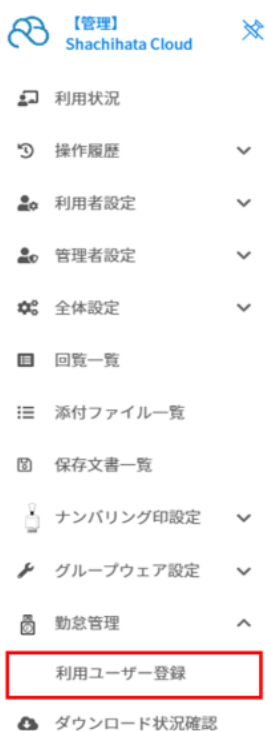 【管理】
Shachihata Cloud
利用状況
操作履歴
利用者設定
管理者設定
全体設定
回覧一覧
添付ファイル一覧
保存文書一覧
ナンバリング印設定
グループウェア設定
勤怠管理
利用ユーザー登録
ダウンロード状況確認